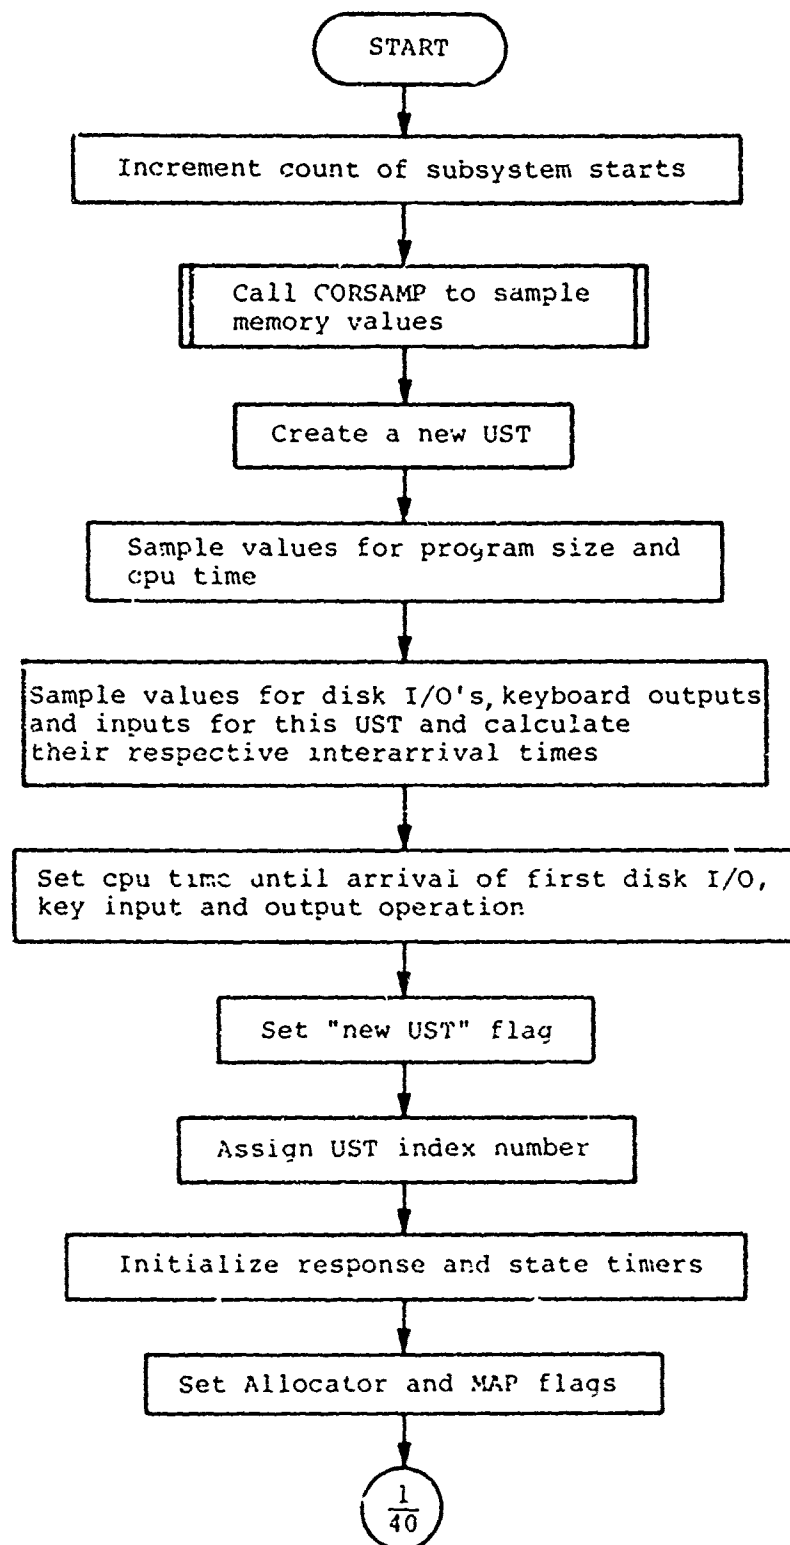 START
Increment count of subsystem starts
Call CORSAMP to sample
memory values
Create a new UST
Sample values for program size and
cpu time
Sample values for disk I/O's, keyboard outputs
and inputs for this UST and calculate
their respective interarrival times
Set cpu time until arrival of first disk I/O,
key input and output operation
Set "new UST" flag
Assign UST index number
Initialize response and state timers
Set Allocator and MAP flags
1
40